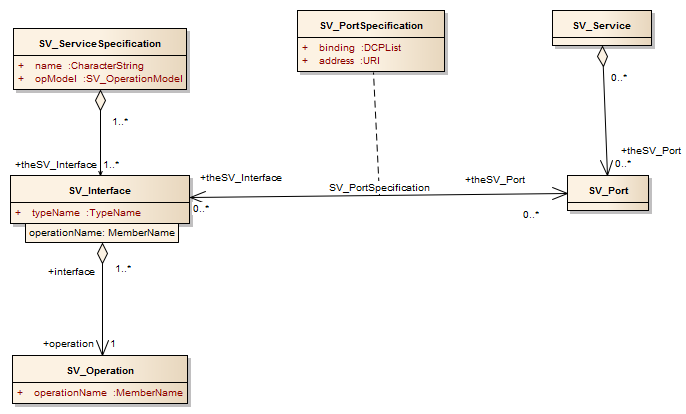 SV_ServiceSpecification
+ name :CharacterString
+ opModel :SV_OperationModel
SV_PortSpecification
+ binding :DCPList
+ address :URI
SV_Service
0..*
1..*
+theSV_Interface 1..*
+theSV_Port
0..*
SV_Interface
+ typeName :TypeName
operationName: MemberName
+theSV_Interface
0..*
SV_PortSpecification
+theSV_Port
0..*
SV_Port
+interface 1..*
+operation 1
SV_Operation
+ operationName :MemberName